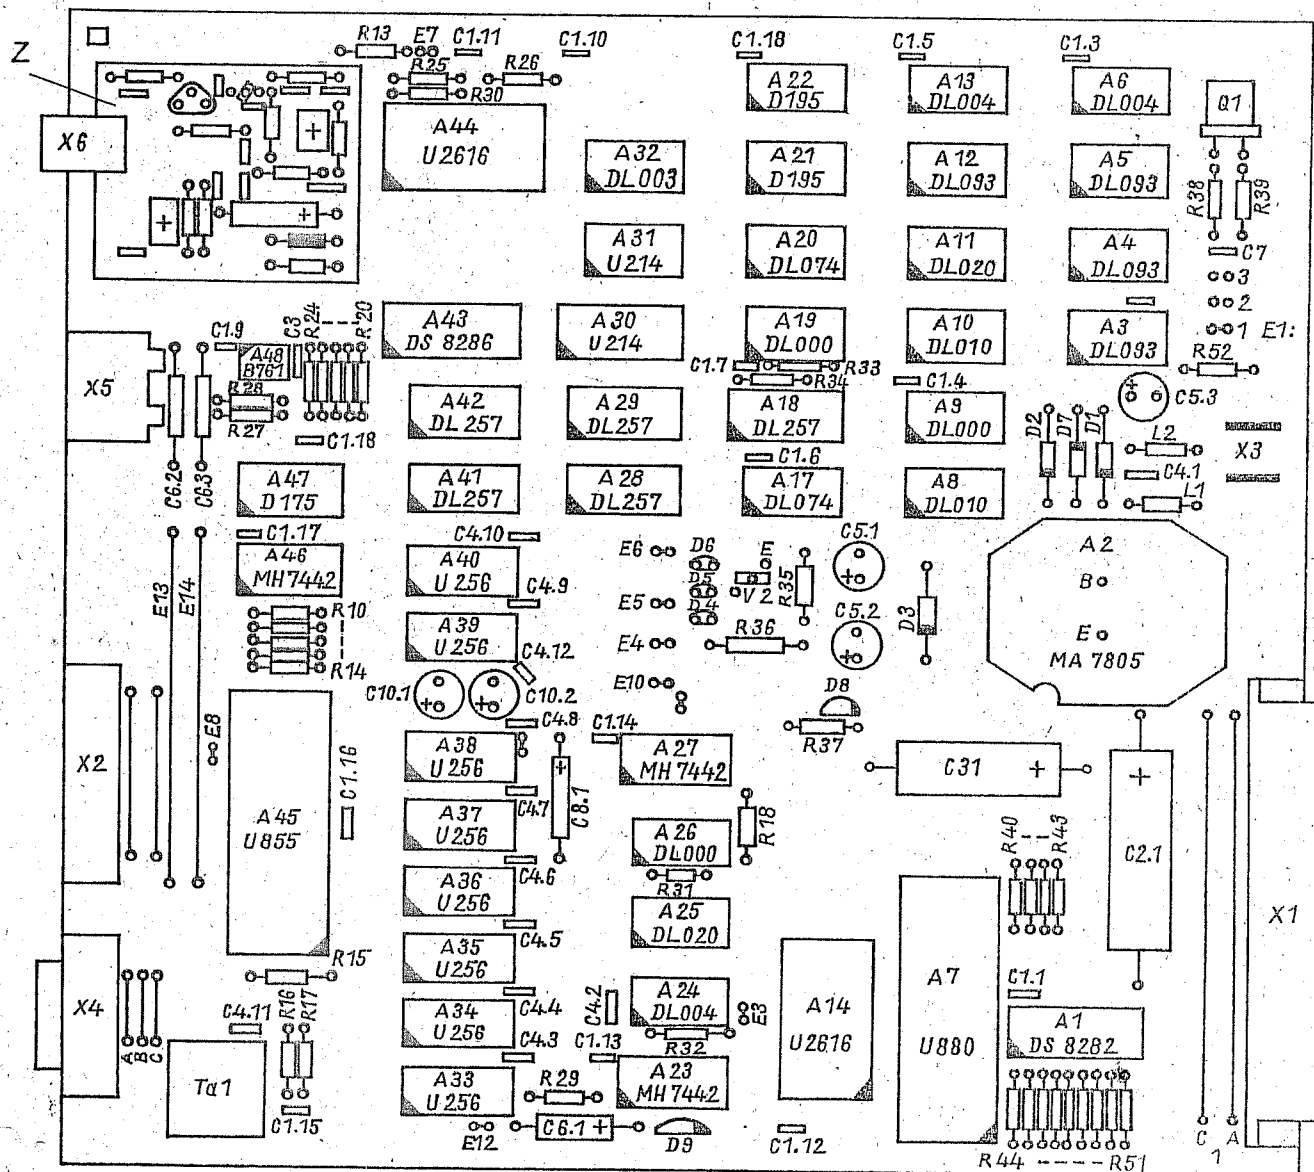 Z
R13
E7
C1.11
C1.10
C1.18
C1.5
C1.3
R25
R26
R30
X6
A44
U2616
A22
D195
A13
DL004
A6
DL004
Q1
A32
DL003
A21
D195
A12
DL093
A5
DL093
R38
R39
A31
U214
A20
DL074
A11
DL020
A4
DL093
C7
3
2
1 E1:
C1.9
C3
R24
----
R20
A43
DS 8286
A30
U214
A19
DL000
A10
DL010
A3
DL093
R52
A48
B761
X5
R28
R27
C1.7
R33
R34
C1.4
C5.3
C1.18
A42
DL 257
A29
DL257
A18
DL257
A9
DL000
D2
D7
D1
L2
X3
C1.6
C4.1
L1
C6.2
C6.3
A47
D 175
A41
DL257
A28
DL257
A17
DL074
A8
DL010
C1.17
C4.10
A46
MH7442
A40
U 256
C4.9
E6
D6
D5
D4
E
V2
R35
C5.1
A2
B
E
MA 7805
E13
E14
R10
R14
A39
U256
C4.12
E5
E4
R36
C5.2
D3
C10.1
C10.2
E10
D8
R37
C4.8
C1.14
X2
E8
C1.16
A45
U855
A38
U256
A27
MH 7442
C31
C4.7
C8.1
A37
U256
R18
C2.1
A26
DL000
R40
--
R43
C4.6
R31
A36
U256
A25
DL020
X1
C4.5
A35
U256
R15
X4
A
B
C
C4.11
R16
R17
C4.4
C4.2
A24
DL004
E3
A14
U2616
A7
U880
C1.1
A34
U256
A1
DS 8282
C4.3
C1.13
R32
Ta1
A33
U256
R29
A23
MH7442
C1.15
E12
C6.1
D9
C1.12
R44 ---- R51
C
A
1